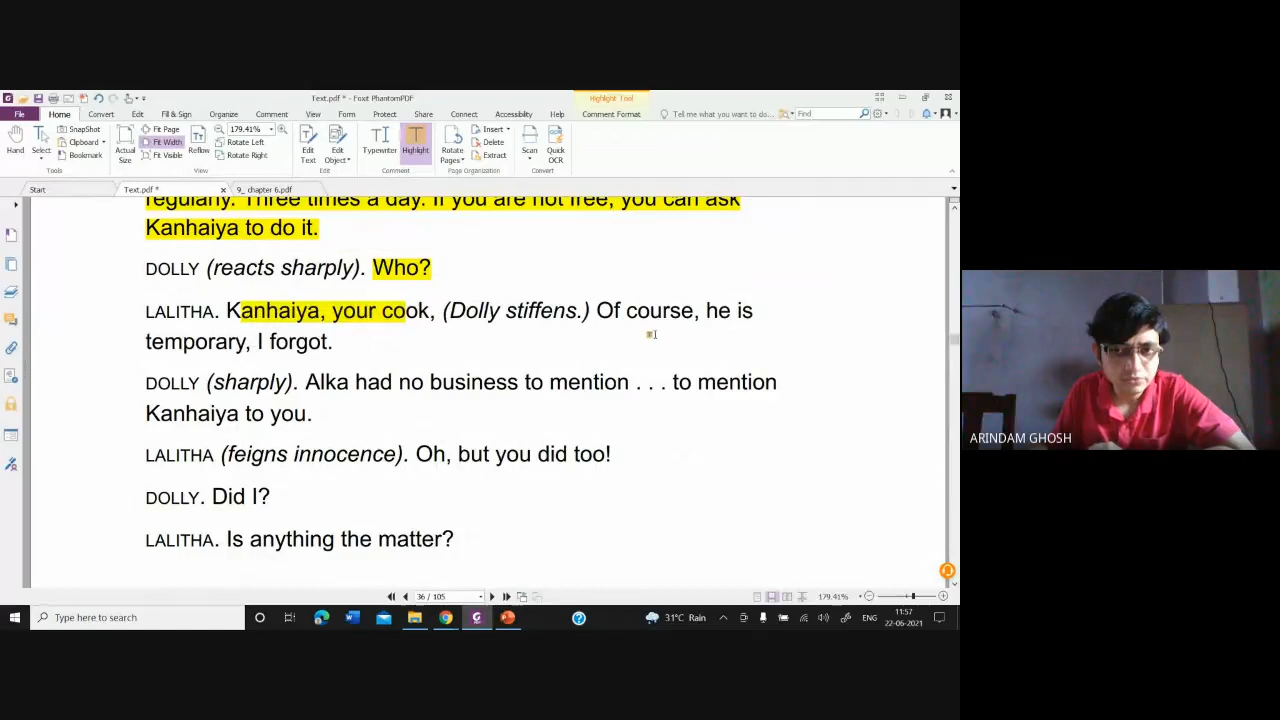 Text.pdf * - Foxit PhantomPDF
Highlight Tool
File Home Convert Edit Fill & Sign Organize Comment View Form Protect Share Connect Accessibility Help Comment Format Tell me what you want to do... Find
Hand Select SnapShot Clipboard Bookmark Actual Size Fit Page Fit Width Fit Visible Reflow 179.41% Rotate Left Rotate Right Edit Text Edit Object Typewriter Highlight Rotate Pages Insert Delete Extract Scan Quick OCR
Tools View Edit Comment Page Organization Convert
Start Text.pdf * 9_ chapter 6.pdf
regularly. Three times a day. If you are not free, you can ask
Kanhaiya to do it.
DOLLY (reacts sharply). Who?
LALITHA. Kanhaiya, your cook, (Dolly stiffens.) Of course, he is
temporary, I forgot.
DOLLY (sharply). Alka had no business to mention . . . to mention
Kanhaiya to you.
LALITHA (feigns innocence). Oh, but you did too!
DOLLY. Did I?
LALITHA. Is anything the matter?
ARINDAM GHOSH
36 / 105 179.41%
Type here to search 31°C Rain ENG 11:57
22-06-2021